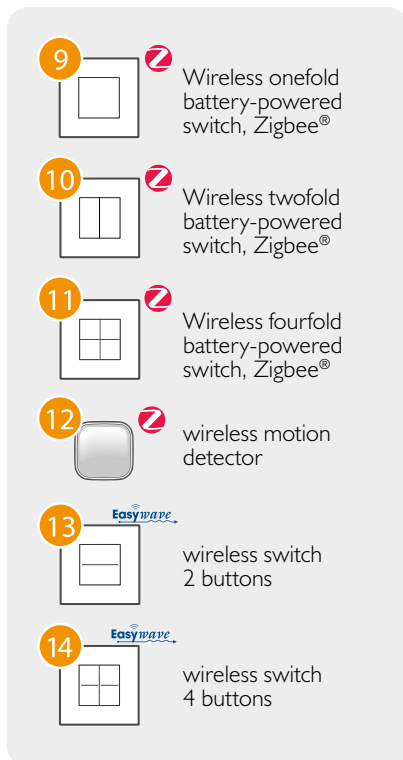 9
Wireless onefold
battery-powered
switch, Zigbee®
10
Wireless twofold
battery-powered
switch, Zigbee®
11
Wireless fourfold
battery-powered
switch, Zigbee®
12
wireless motion
detector
Easywave
13
wireless switch
2 buttons
Easywave
14
wireless switch
4 buttons